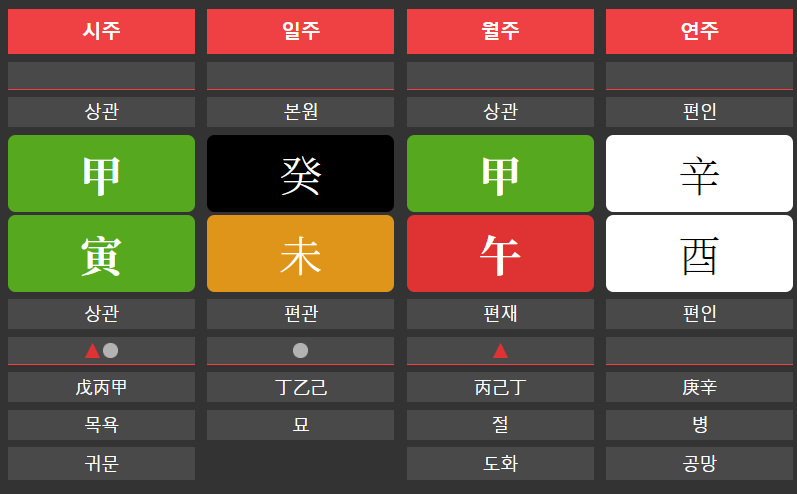 시주 일주 월주 연주
상관 본원 상관 편인
甲 癸 甲 辛
寅 未 午 酉
상관 편관 편재 편인
戊丙甲 丁乙己 丙己丁 庚辛
목욕 묘 절 병
귀문 도화 공망